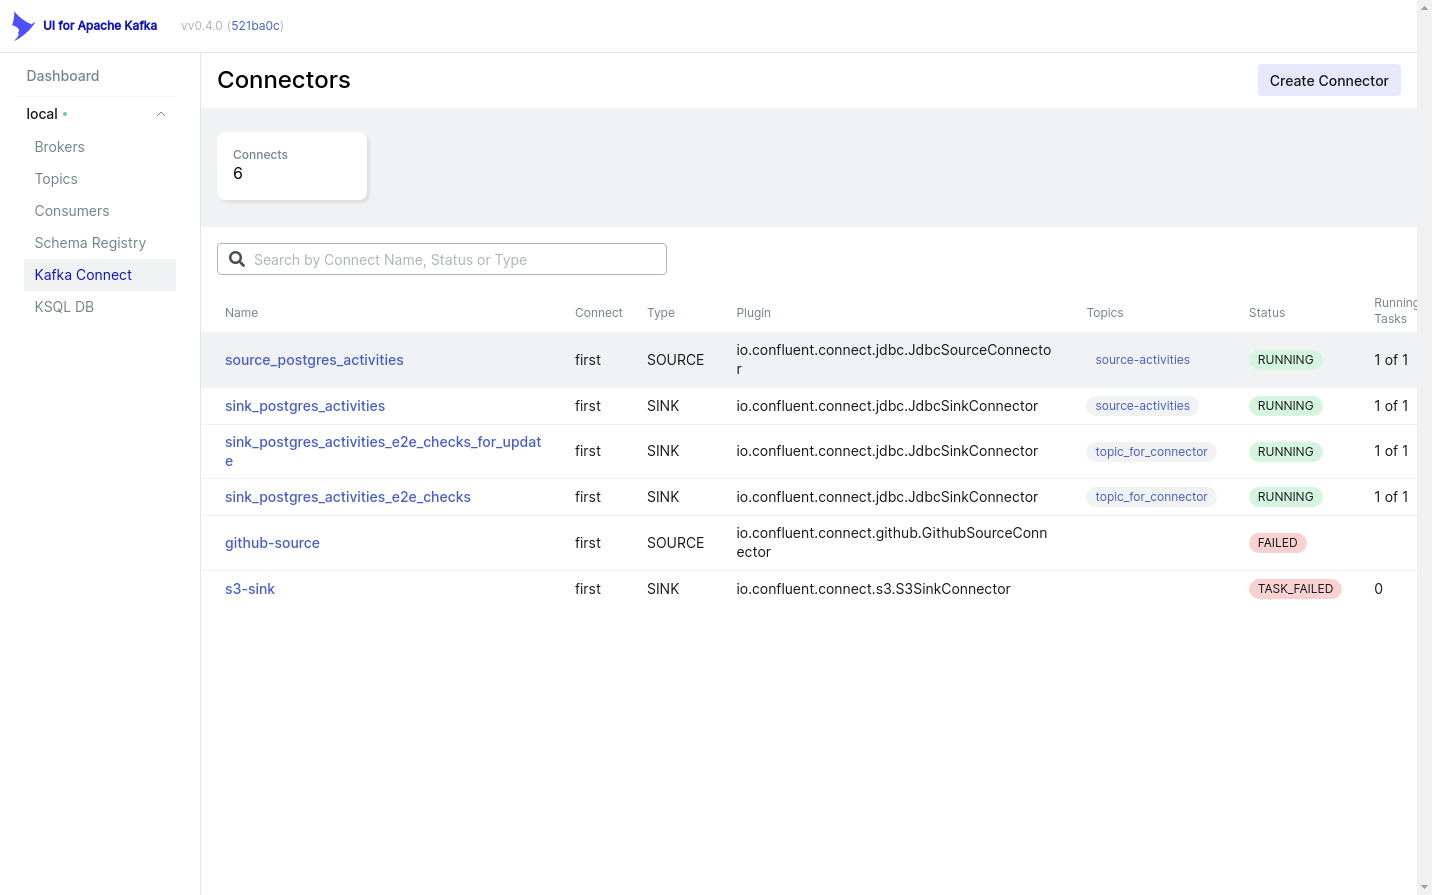 UI for Apache Kafka vv0.4.0 (521ba0c)
Dashboard
local
Brokers
Topics
Consumers
Schema Registry
Kafka Connect
KSQL DB
Connectors
Create Connector
Connects
6
Search by Connect Name, Status or Type
Name Connect Type Plugin Topics Status Running
Tasks
source_postgres_activities first SOURCE io.confluent.connect.jdbc.JdbcSourceConnecto source-activities RUNNING 1 of 1
r
sink_postgres_activities first SINK io.confluent.connect.jdbc.JdbcSinkConnector source-activities RUNNING 1 of 1
sink_postgres_activities_e2e_checks_for_updat first SINK io.confluent.connect.jdbc.JdbcSinkConnector topic_for_connector RUNNING 1 of 1
e
sink_postgres_activities_e2e_checks first SINK io.confluent.connect.jdbc.JdbcSinkConnector topic_for_connector RUNNING 1 of 1
github-source first SOURCE io.confluent.connect.github.GithubSourceConn FAILED
ector
s3-sink first SINK io.confluent.connect.s3.S3SinkConnector TASK_FAILED 0